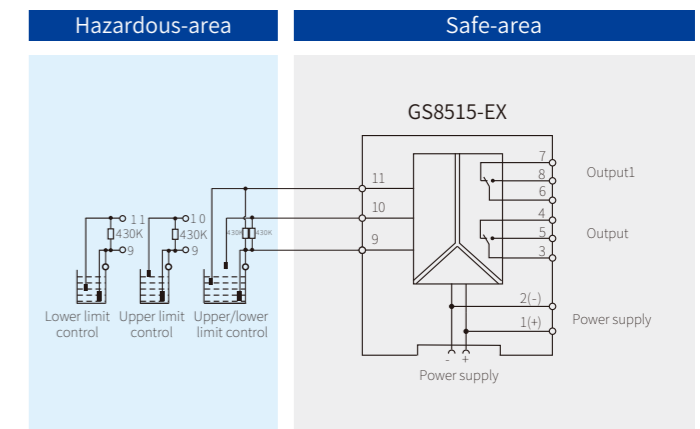 Hazardous-area
Safe-area
GS8515-EX
7
8
6
Output1
4
5
3
Output
11
10
9
11
430K
9
10
430K
9
430K
430K
Lower limit
control
Upper limit
control
Upper/lower
limit control
2(-)
1(+)
Power supply
- +
Power supply